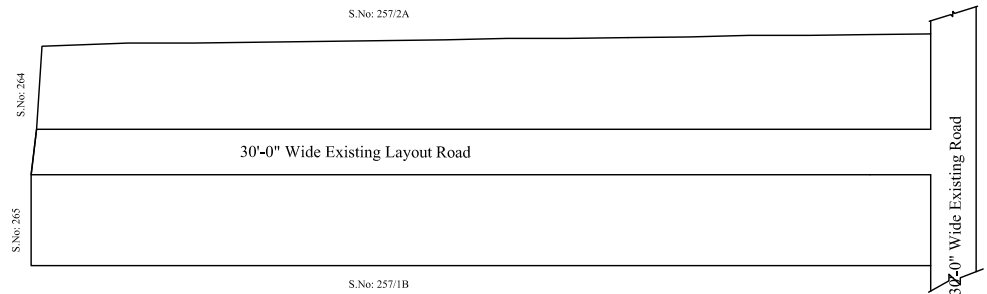 S.No: 257/2A
S.No: 264
30'-0" Wide Existing Layout Road
30'-0" Wide Existing Road
S.No: 265
S.No: 257/1B